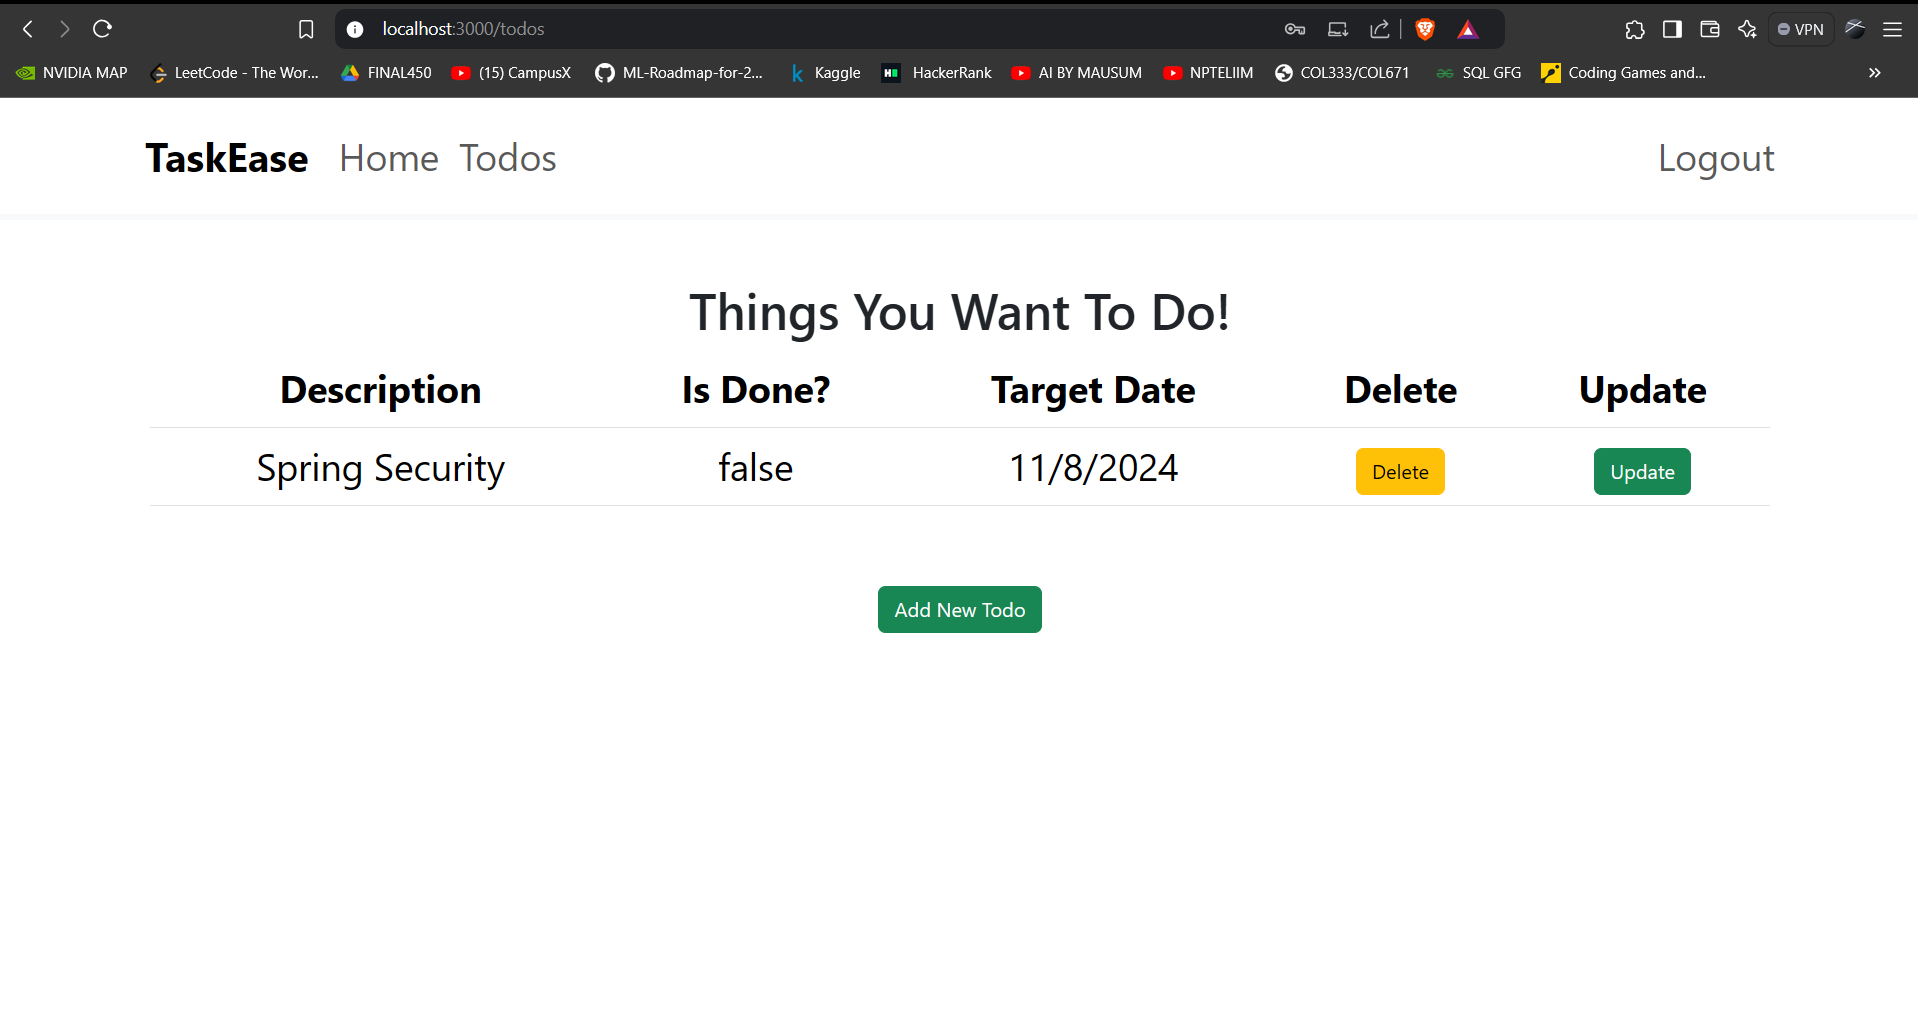 localhost:3000/todos
VPN
NVIDIA MAP LeetCode - The Wor... FINAL450 (15) CampusX ML-Roadmap-for-2... Kaggle HackerRank AI BY MAUSUM NPTELIIM COL333/COL671 SQL GFG Coding Games and... »
TaskEase Home Todos Logout
Things You Want To Do!
Description Is Done? Target Date Delete Update
Spring Security false 11/8/2024 Delete Update
Add New Todo